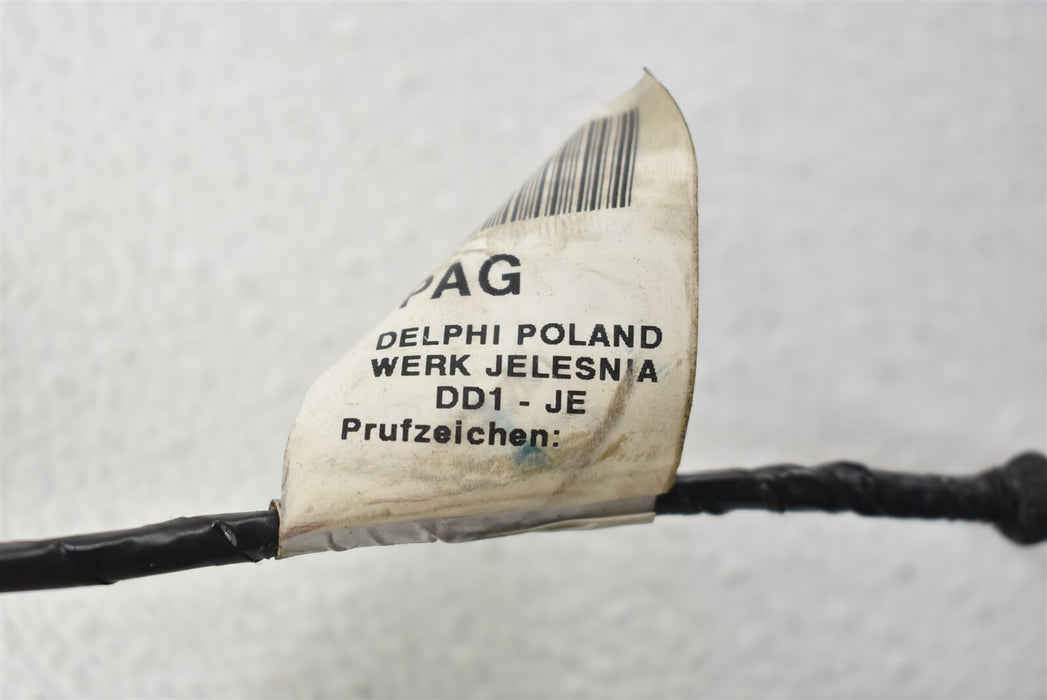 PAG
DELPHI POLAND
WERK JELESNIA
DD1 - JE
Prufzeichen: